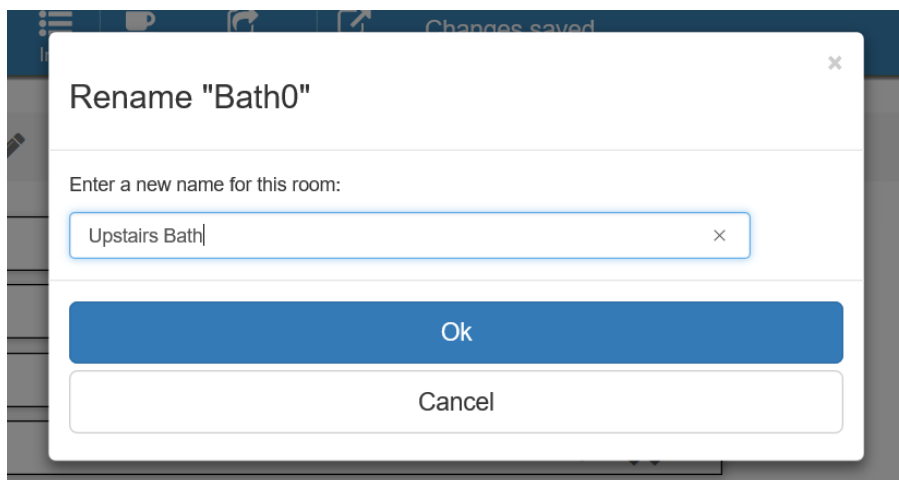 Changes saved
Rename "Bath0"
Enter a new name for this room:
Upstairs Bath
Ok
Cancel